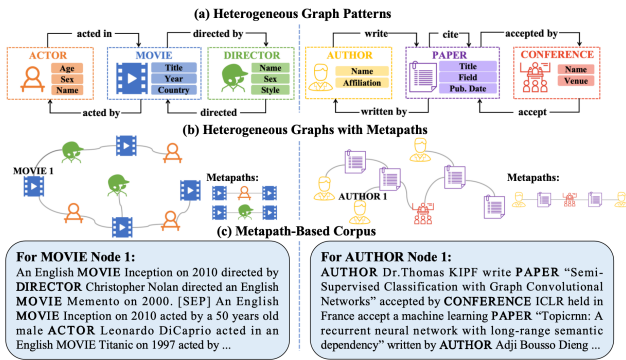 (a) Heterogeneous Graph Patterns
acted in
directed by
write
cite
accepted by
ACTOR
Age
Sex
Name
MOVIE
Title
Year
Country
DIRECTOR
Name
Sex
Style
AUTHOR
Name
Affiliation
PAPER
Title
Field
Pub. Date
CONFERENCE
Name
Venue
acted by
directed
written by
accept
(b) Heterogeneous Graphs with Metapaths
MOVIE 1
Metapaths:
AUTHOR 1
Metapaths:
(c) Metapath-Based Corpus
For MOVIE Node 1:
An English MOVIE Inception on 2010 directed by
DIRECTOR Christopher Nolan directed an English
MOVIE Memento on 2000. [SEP] An English
MOVIE Inception on 2010 acted by a 50 years old
male ACTOR Leonardo DiCaprio acted in an
English MOVIE Titanic on 1997 acted by ...
For AUTHOR Node 1:
AUTHOR Dr.Thomas KIPF write PAPER “Semi-
Supervised Classification with Graph Convolutional
Networks” accepted by CONFERENCE ICLR held in
France accept a machine learning PAPER “Topicrnn: A
recurrent neural network with long-range semantic
dependency” written by AUTHOR Adji Bousso Dieng ...